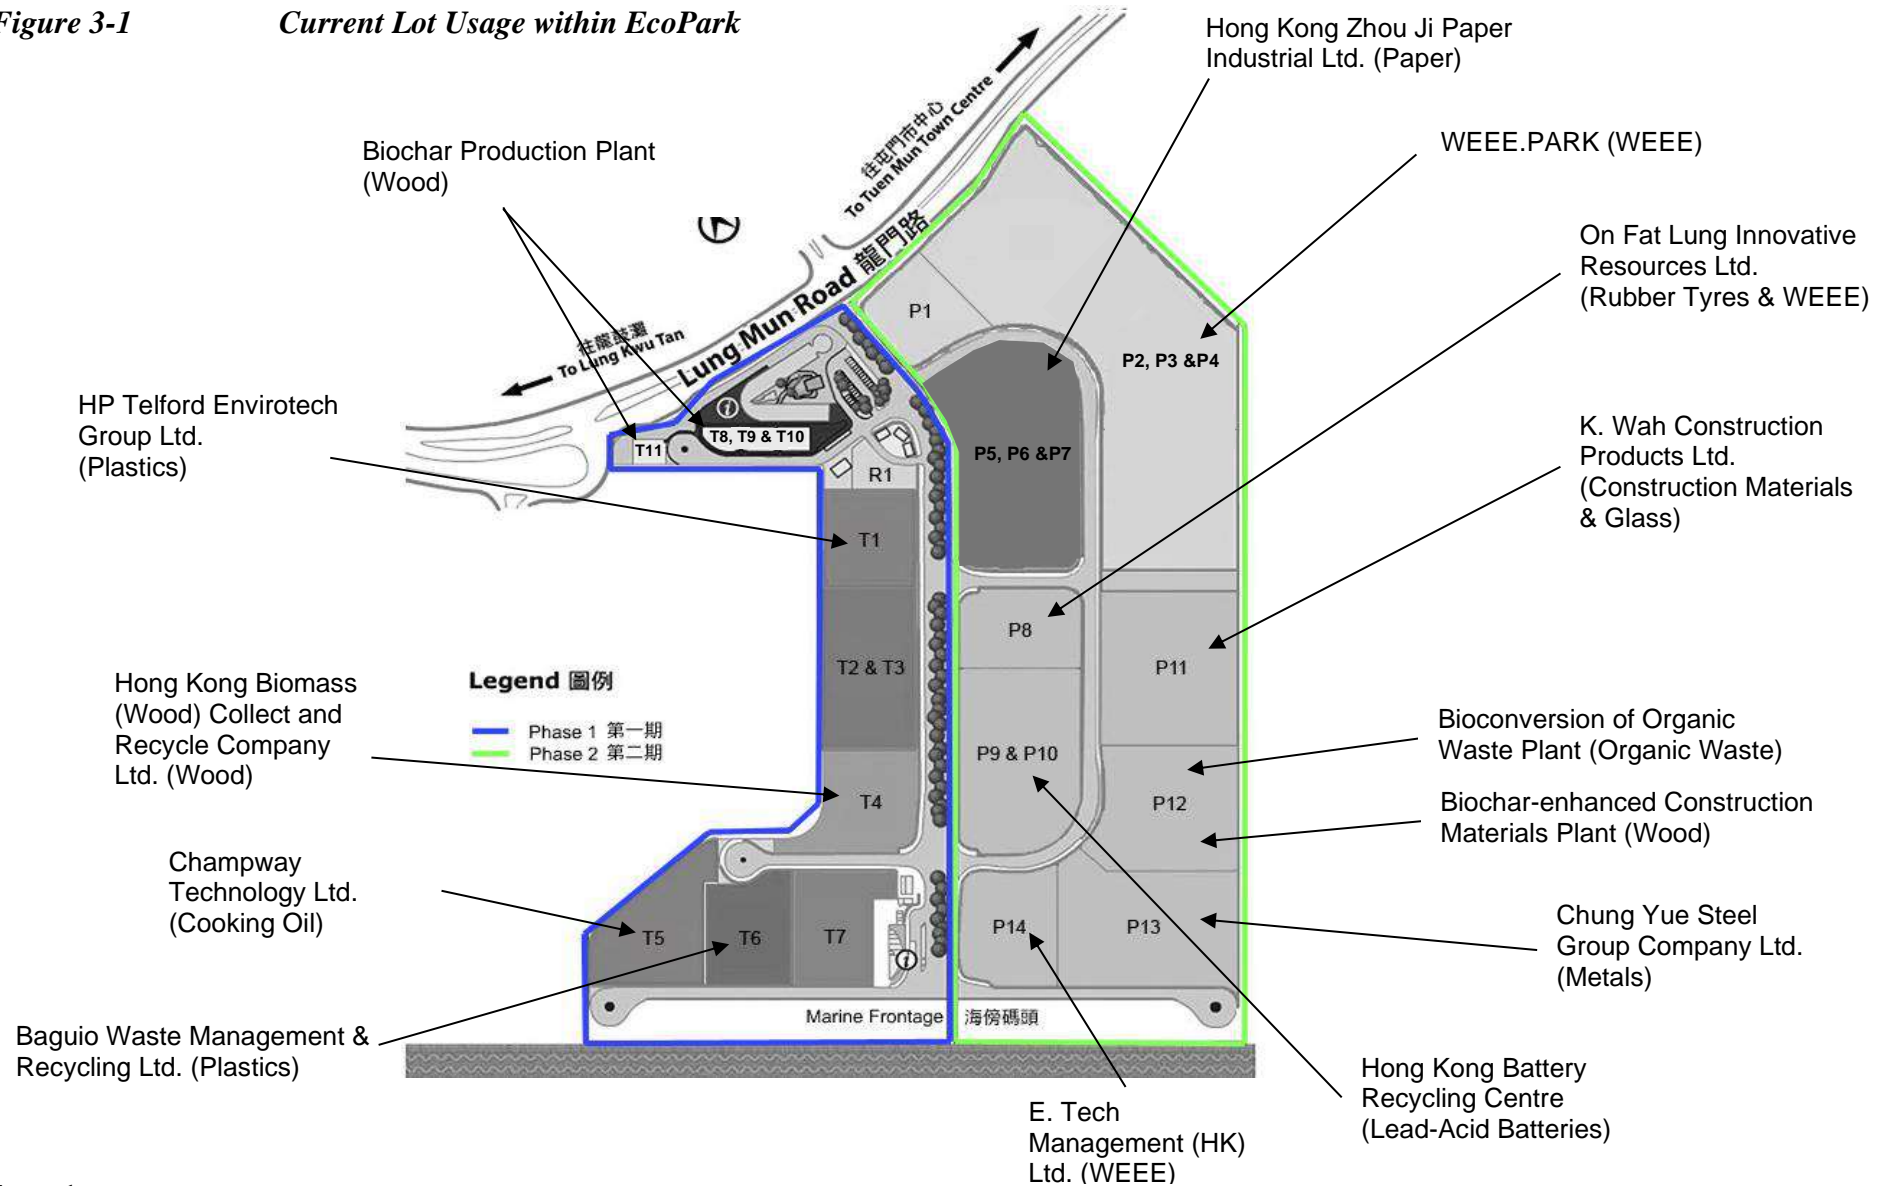 Figure 3-1 Current Lot Usage within EcoPark
Hong Kong Zhou Ji Paper
Industrial Ltd. (Paper)
往屯門市中心
To Tuen Mun Town Centre
Biochar Production Plant
(Wood)
WEEE.PARK (WEEE)
On Fat Lung Innovative
Resources Ltd.
(Rubber Tyres & WEEE)
Lung Mun Road 龍門路
往龍鼓灘
To Lung Kwu Tan
P1
P2, P3 &P4
HP Telford Envirotech
Group Ltd.
(Plastics)
T8, T9 & T10
T11
R1
P5, P6 &P7
K. Wah Construction
Products Ltd.
(Construction Materials
& Glass)
T1
P8
T2 & T3
P11
Hong Kong Biomass
(Wood) Collect and
Recycle Company
Ltd. (Wood)
Legend 圖例
Phase 1 第一期
Phase 2 第二期
P9 & P10
Bioconversion of Organic
Waste Plant (Organic Waste)
T4
P12
Biochar-enhanced Construction
Materials Plant (Wood)
Champway
Technology Ltd.
(Cooking Oil)
T5
T6
T7
P14
P13
Chung Yue Steel
Group Company Ltd.
(Metals)
Marine Frontage 海傍碼頭
Baguio Waste Management &
Recycling Ltd. (Plastics)
Hong Kong Battery
Recycling Centre
(Lead-Acid Batteries)
E. Tech
Management (HK)
Ltd. (WEEE)